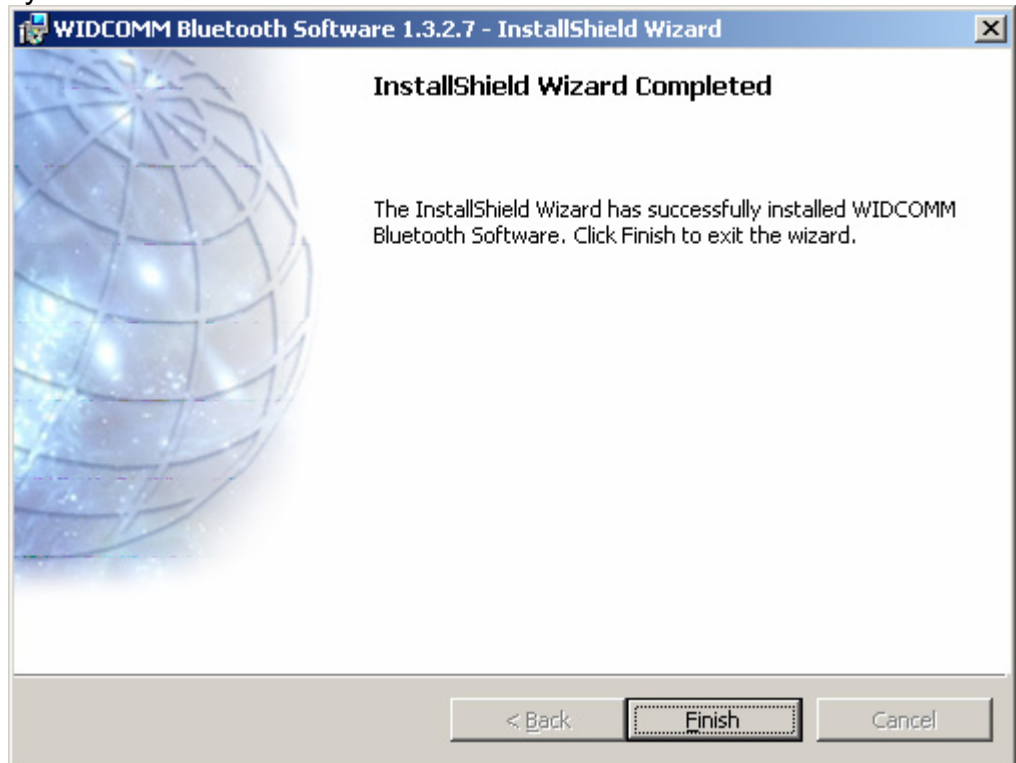 WIDCOMM Bluetooth Software 1.3.2.7 - InstallShield Wizard
InstallShield Wizard Completed
The InstallShield Wizard has successfully installed WIDCOMM
Bluetooth Software. Click Finish to exit the wizard.
< Back
Finish
Cancel